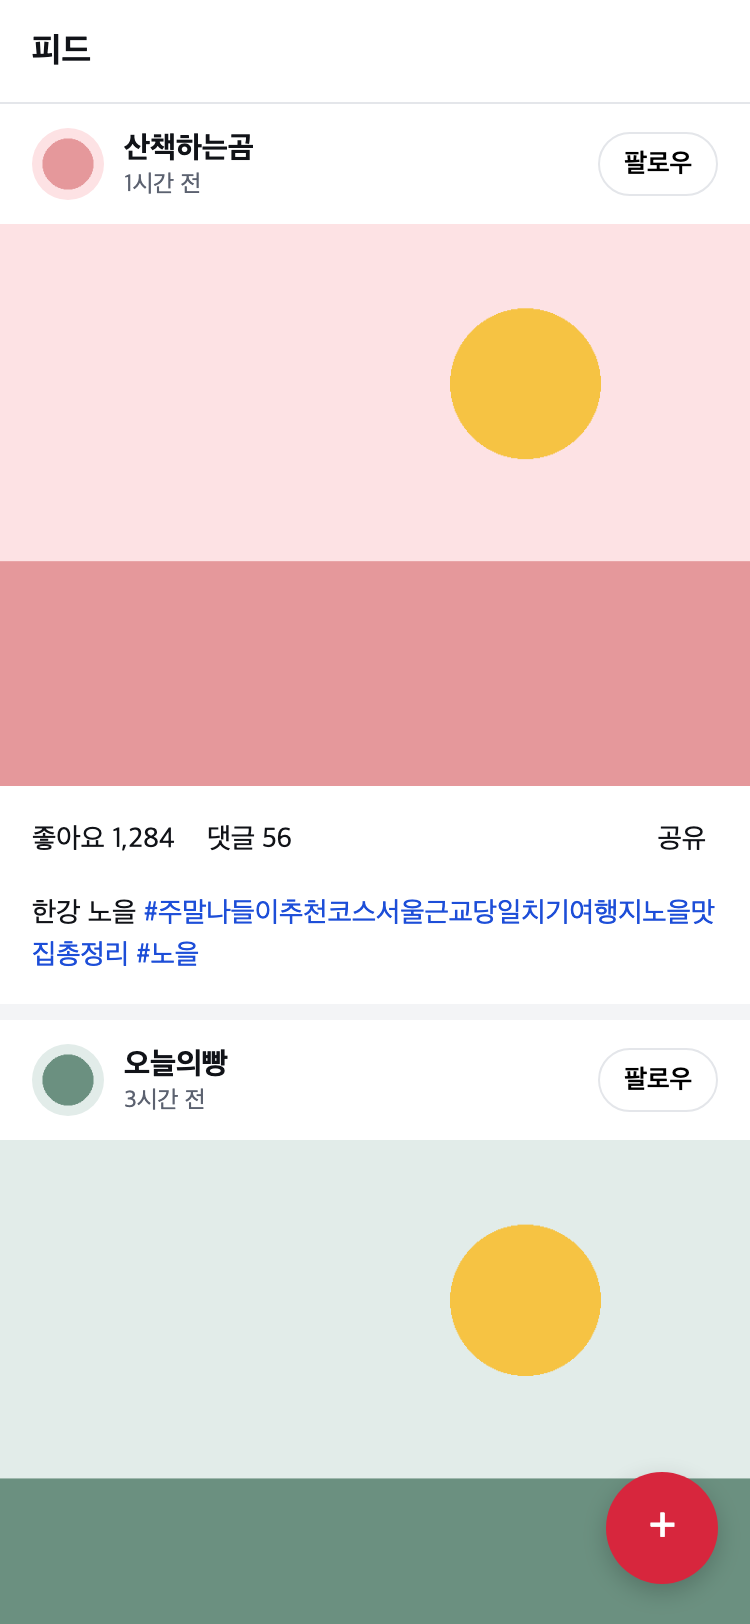 피드
산책하는곰
1시간 전
팔로우
좋아요 1,284 댓글 56 공유
한강 노을 #주말나들이추천코스서울근교당일치기여행지노을맛
집총정리 #노을
오늘의빵
3시간 전
팔로우
+